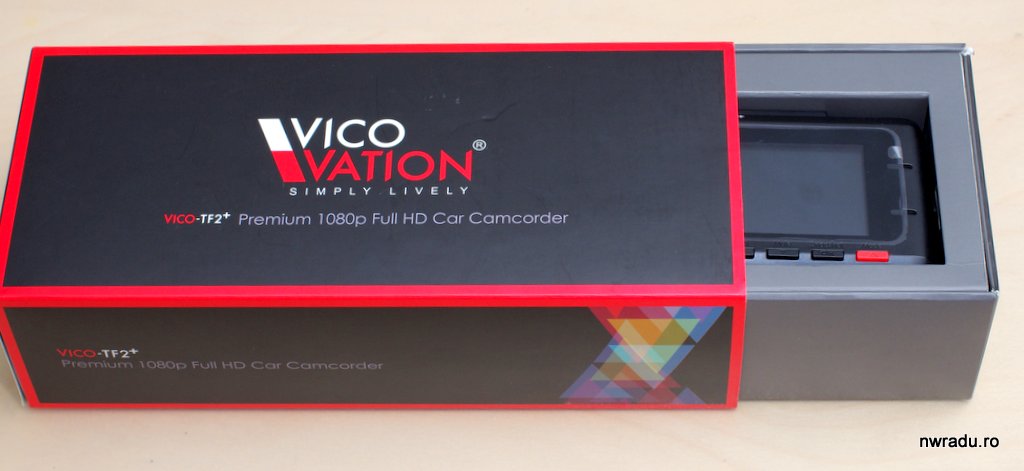 VICO
VATION®
SIMPLY LIVELY
VICO-TF2+ Premium 1080p Full HD Car Camcorder
VICO-TF2+
Premium 1080p Full HD Car Camcorder
nwradu.ro